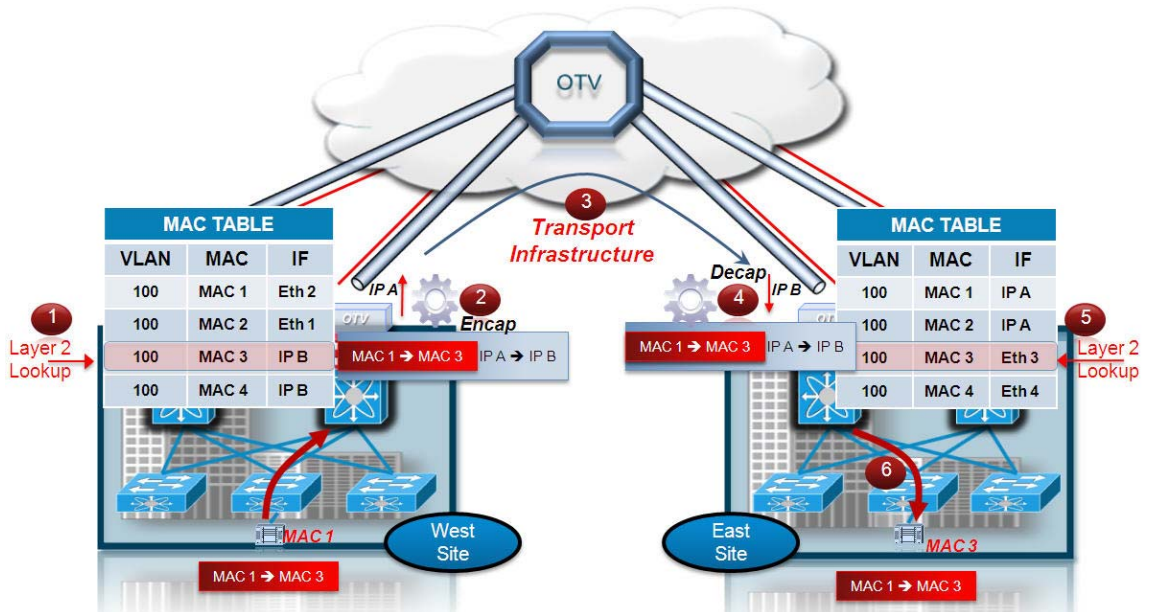 OTV
3
Transport
Infrastructure
MAC TABLE
VLAN MAC IF
100 MAC 1 Eth 2
100 MAC 2 Eth 1
100 MAC 3 IP B
100 MAC 4 IP B
1
Layer 2
Lookup
IP A
2
Encap
OTV
MAC 1 → MAC 3 IP A → IP B
MAC 1
West
Site
MAC 1 → MAC 3
Decap
4
IP B
MAC 1 → MAC 3 IP A → IP B
MAC TABLE
VLAN MAC IF
100 MAC 1 IP A
100 MAC 2 IP A
100 MAC 3 Eth 3
100 MAC 4 Eth 4
5
Layer 2
Lookup
6
East
Site
MAC 3
MAC 1 → MAC 3